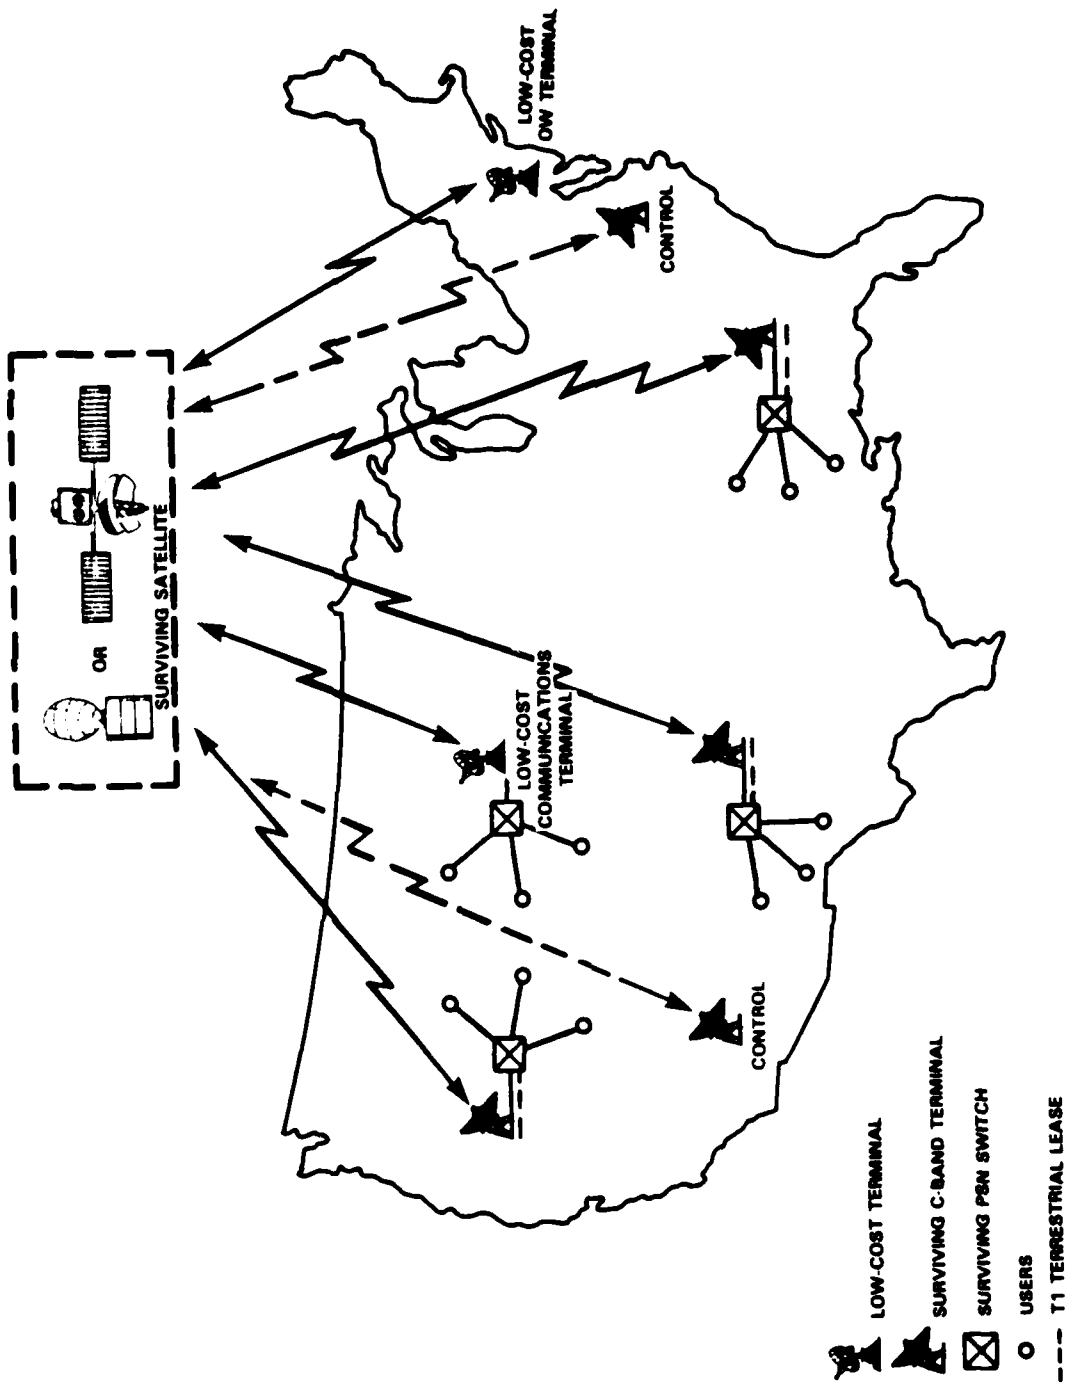 OR
SURVIVING SATELLITE
LOW-COST
OW TERMINAL
CONTROL
LOW-COST
COMMUNICATIONS
TERMINAL
CONTROL
LOW-COST TERMINAL
SURVIVING C-BAND TERMINAL
SURVIVING PSN SWITCH
USERS
T1 TERRESTRIAL LEASE